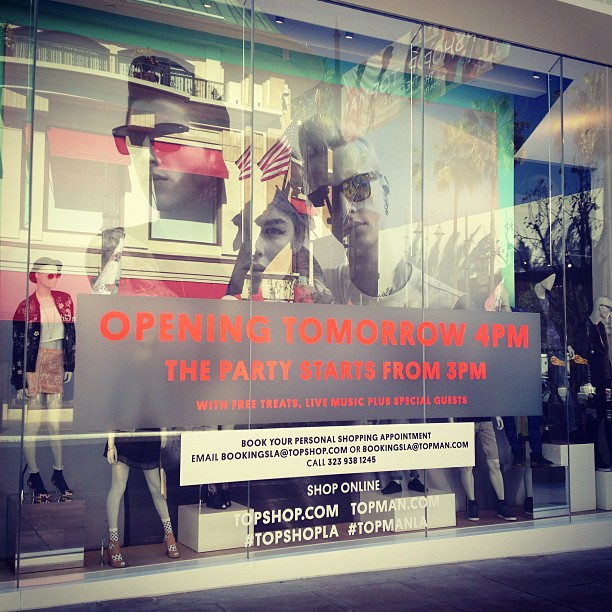 OPENING TOMORROW 4PM
THE PARTY STARTS FROM 3PM
WITH FREE TREATS, LIVE MUSIC PLUS SPECIAL GUESTS
BOOK YOUR PERSONAL SHOPPING APPOINTMENT
EMAIL BOOKINGSLA@TOPSHOP.COM OR BOOKINGSLA@TOPMAN.COM
CALL 323 938 1245
SHOP ONLINE
TOPSHOP.COM TOPMAN.COM
#TOPSHOPLA #TOPMANLA